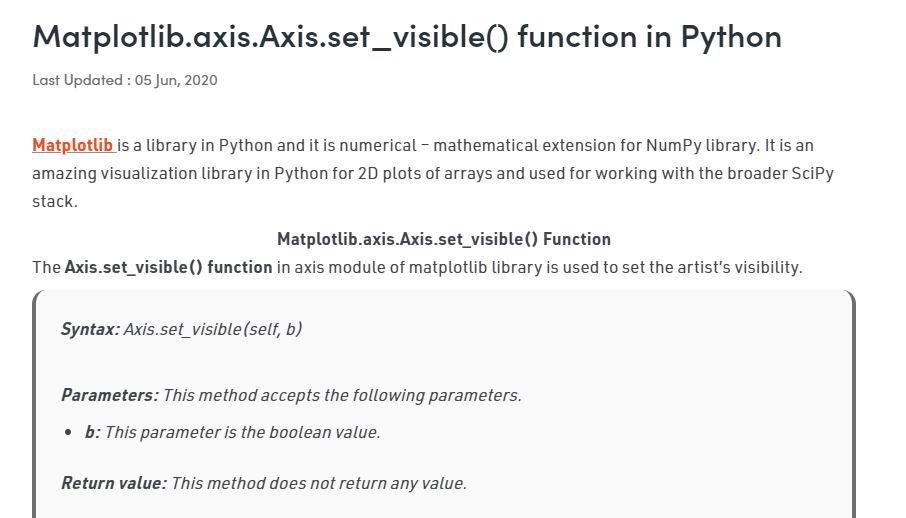 Matplotlib.axis.Axis.set_visible() function in Python
Last Updated : 05 Jun, 2020
Matplotlib is a library in Python and it is numerical – mathematical extension for NumPy library. It is an
amazing visualization library in Python for 2D plots of arrays and used for working with the broader SciPy
stack.
Matplotlib.axis.Axis.set_visible() Function
The Axis.set_visible() function in axis module of matplotlib library is used to set the artist's visibility.
Syntax: Axis.set_visible(self, b)
Parameters: This method accepts the following parameters.
• b: This parameter is the boolean value.
Return value: This method does not return any value.